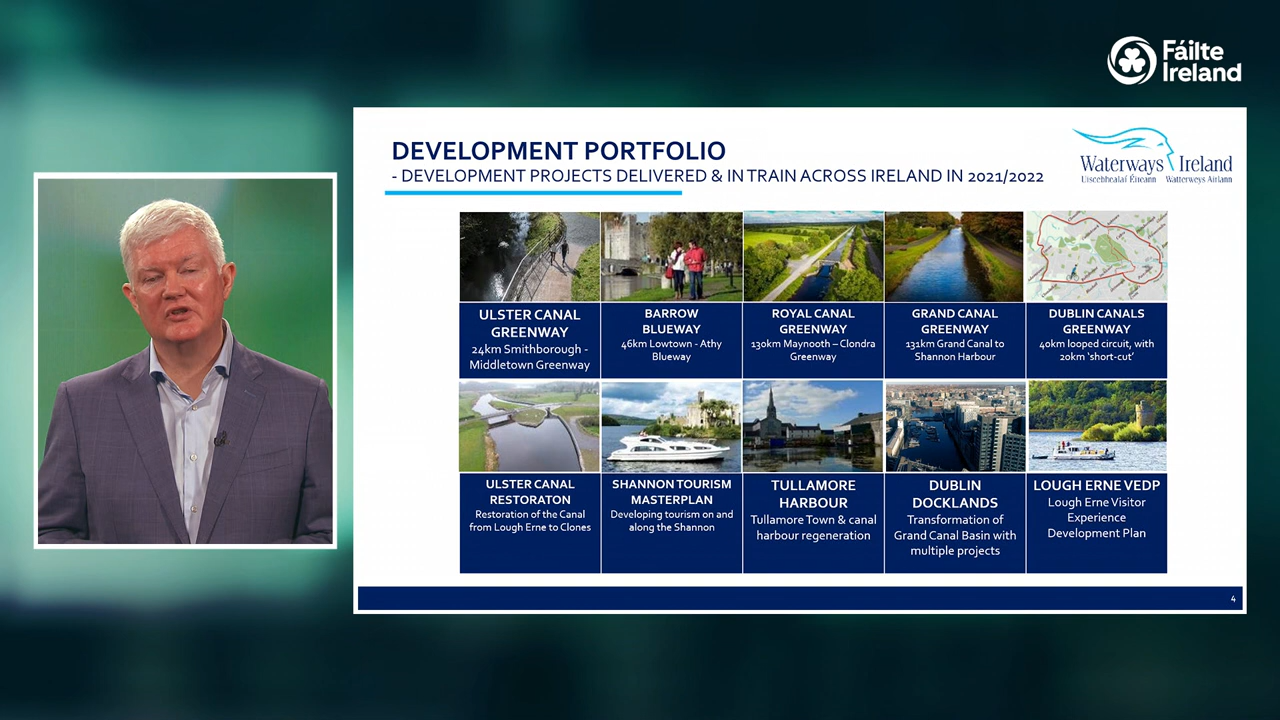 Fáilte
Ireland
DEVELOPMENT PORTFOLIO
- DEVELOPMENT PROJECTS DELIVERED & IN TRAIN ACROSS IRELAND IN 2021/2022
Waterways Ireland
Uiscebhealaí Éireann Watterweys Airlann
ULSTER CANAL
GREENWAY
24km Smithborough -
Middletown Greenway
BARROW
BLUEWAY
46km Lowtown - Athy
Blueway
ROYAL CANAL
GREENWAY
130km Maynooth – Clondra
Greenway
GRAND CANAL
GREENWAY
131km Grand Canal to
Shannon Harbour
DUBLIN CANALS
GREENWAY
40km looped circuit, with
20km ‘short-cut’
ULSTER CANAL
RESTORATON
Restoration of the Canal
from Lough Erne to Clones
SHANNON TOURISM
MASTERPLAN
Developing tourism on and
along the Shannon
TULLAMORE
HARBOUR
Tullamore Town & canal
harbour regeneration
DUBLIN
DOCKLANDS
Transformation of
Grand Canal Basin with
multiple projects
LOUGH ERNE VEDP
Lough Erne Visitor
Experience
Development Plan
4